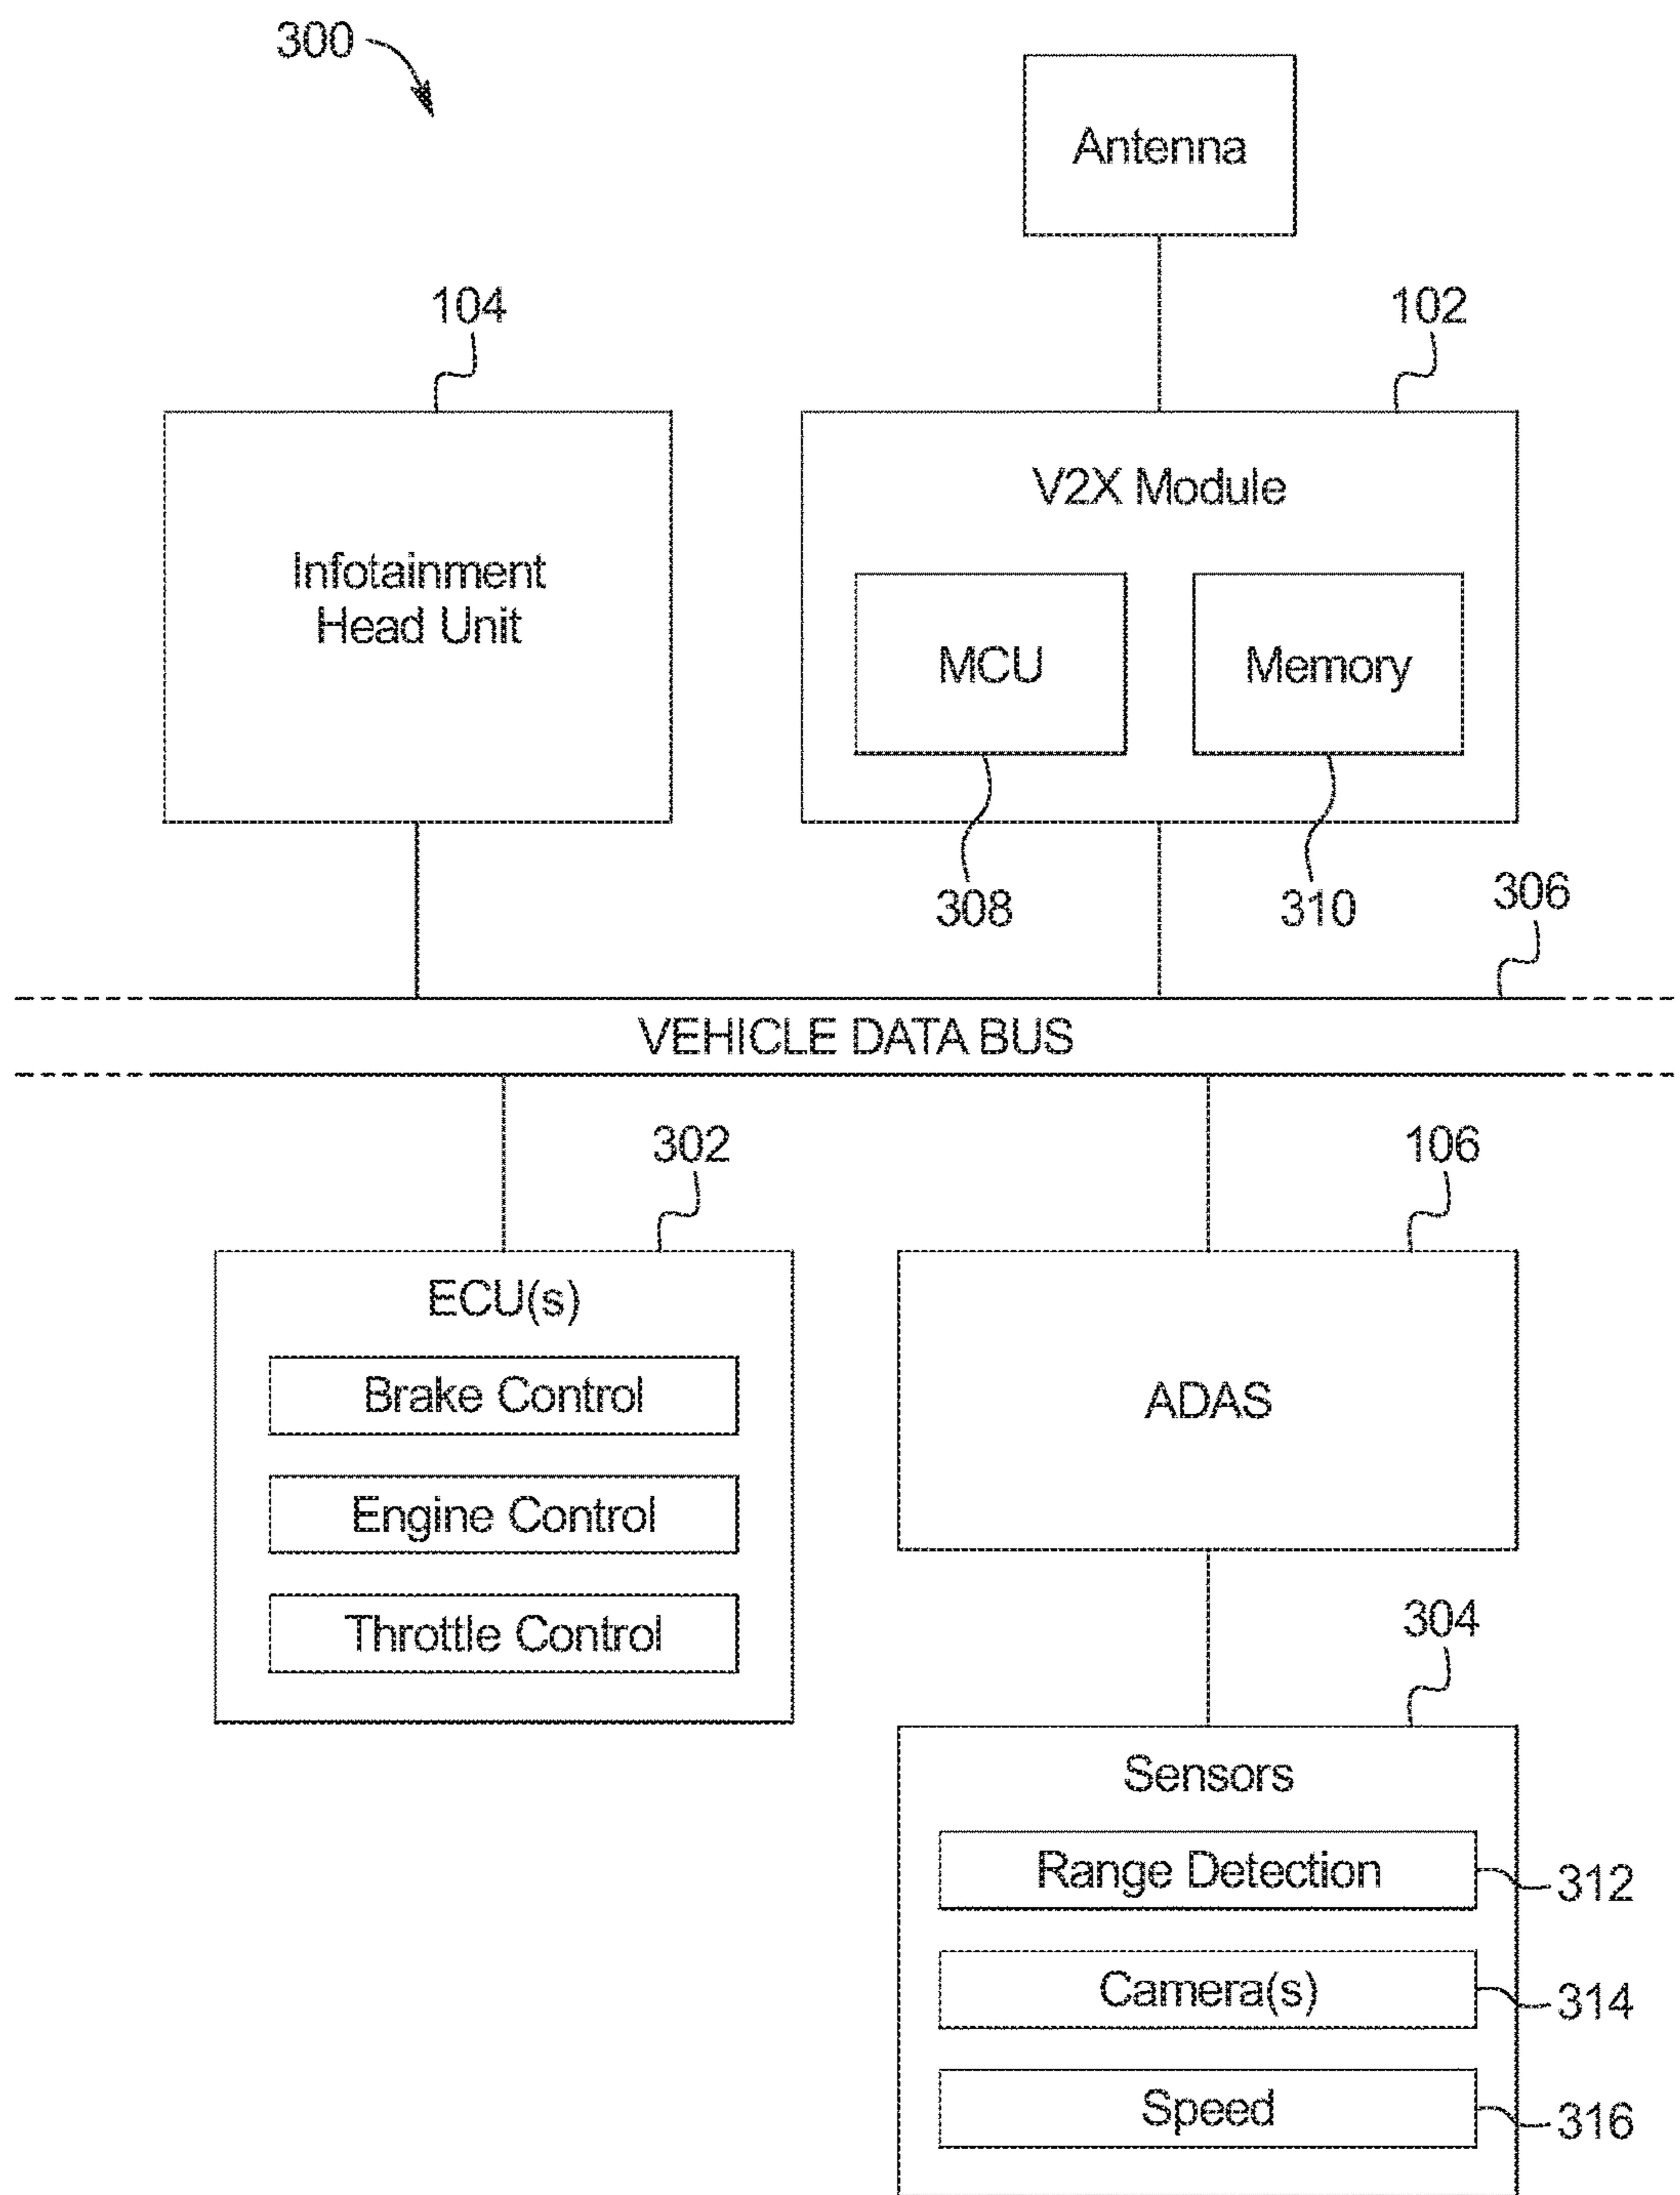 300
Antenna
104
102
Infotainment
Head Unit
V2X Module
MCU
Memory
308
310
306
VEHICLE DATA BUS
302
106
ECU(s)
Brake Control
Engine Control
Throttle Control
ADAS
304
Sensors
Range Detection
312
Camera(s)
314
Speed
316